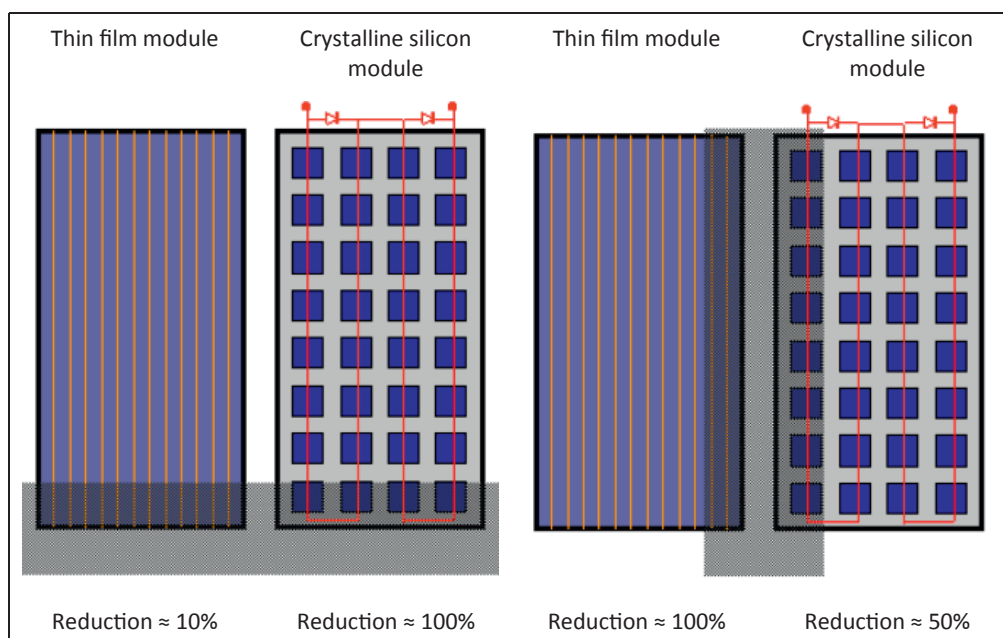 Thin film module
Crystalline silicon
module
Thin film module
Crystalline silicon
module
Reduction ≈ 10%
Reduction ≈ 100%
Reduction ≈ 100%
Reduction ≈ 50%